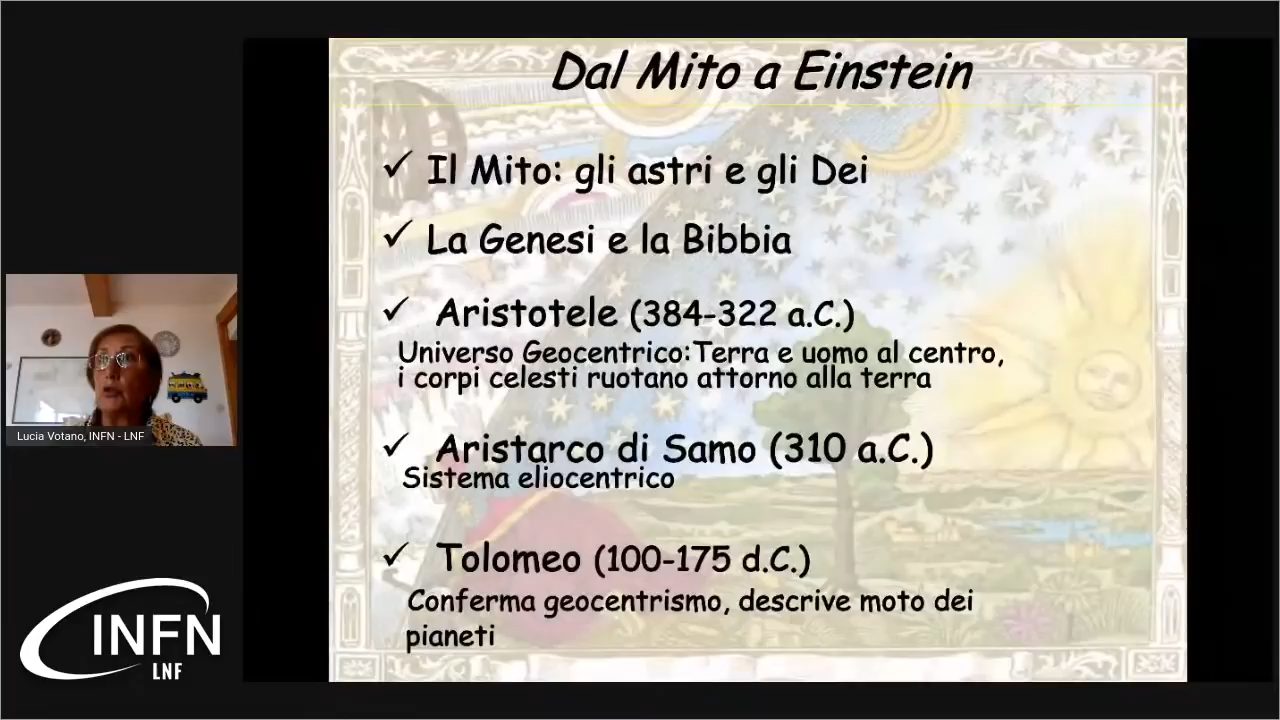 Dal Mito a Einstein
✓ Il Mito: gli astri e gli Dei
✓ La Genesi e la Bibbia
✓ Aristotele (384-322 a.C.)
Universo Geocentrico:Terra e uomo al centro,
i corpi celesti ruotano attorno alla terra
✓ Aristarco di Samo (310 a.C.)
Sistema eliocentrico
✓ Tolomeo (100-175 d.C.)
Conferma geocentrismo, descrive moto dei
pianeti
Lucia Votano, INFN - LNF
INFN
LNF